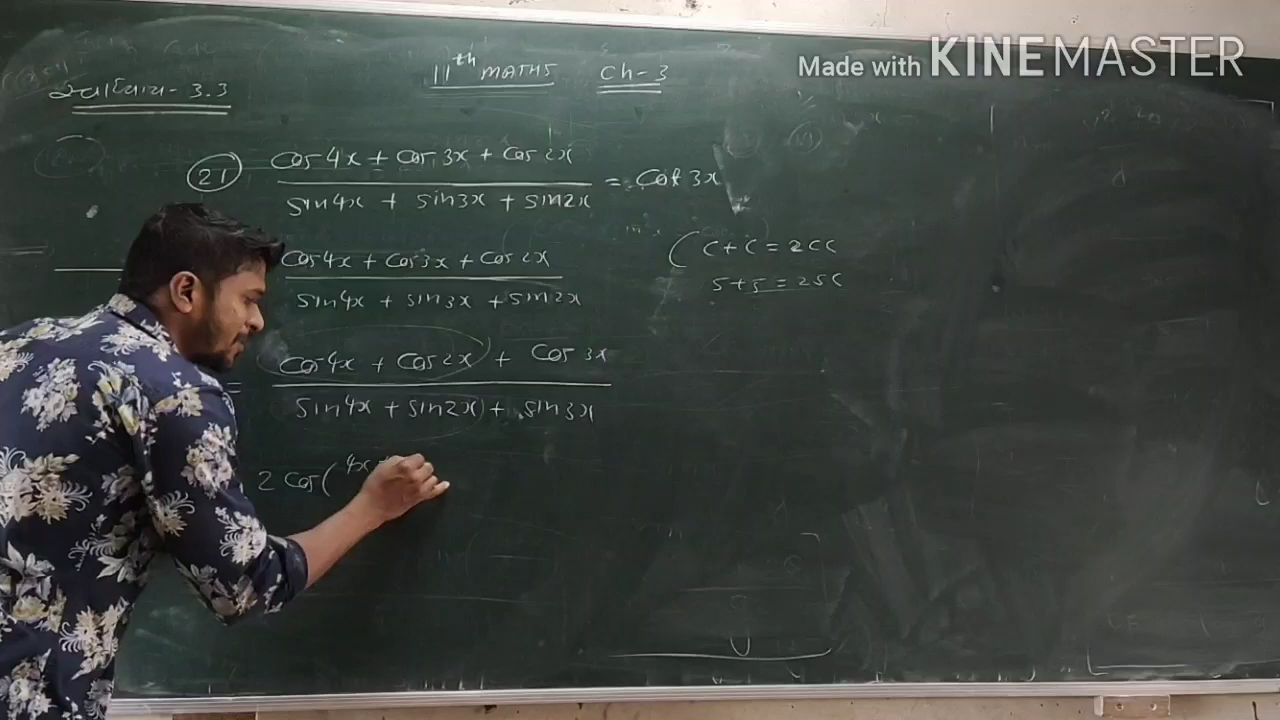 Made with KINEMASTER
11th MATHS Ch-3
स्वाध्याय - 3.3
(21) cos 4x + cos 3x + cos 2x / sin 4x + sin 3x + sin 2x = cot 3x
cos 4x + cos 3x + cos 2x
sin 4x + sin 3x + sin 2x
(C + C = 2CC
S + S = 2SC
= cos 4x + cos 2x) + cos 3x
sin 4x + sin 2x) + sin 3x
2 cos( 4x